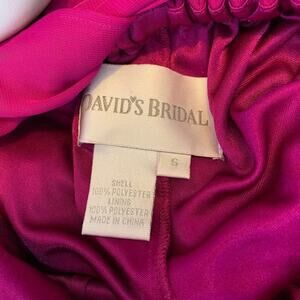 DAVID'S BRIDAL
S
SHELL
100% POLYESTER
LINING
100% POLYESTER
MADE IN CHINA